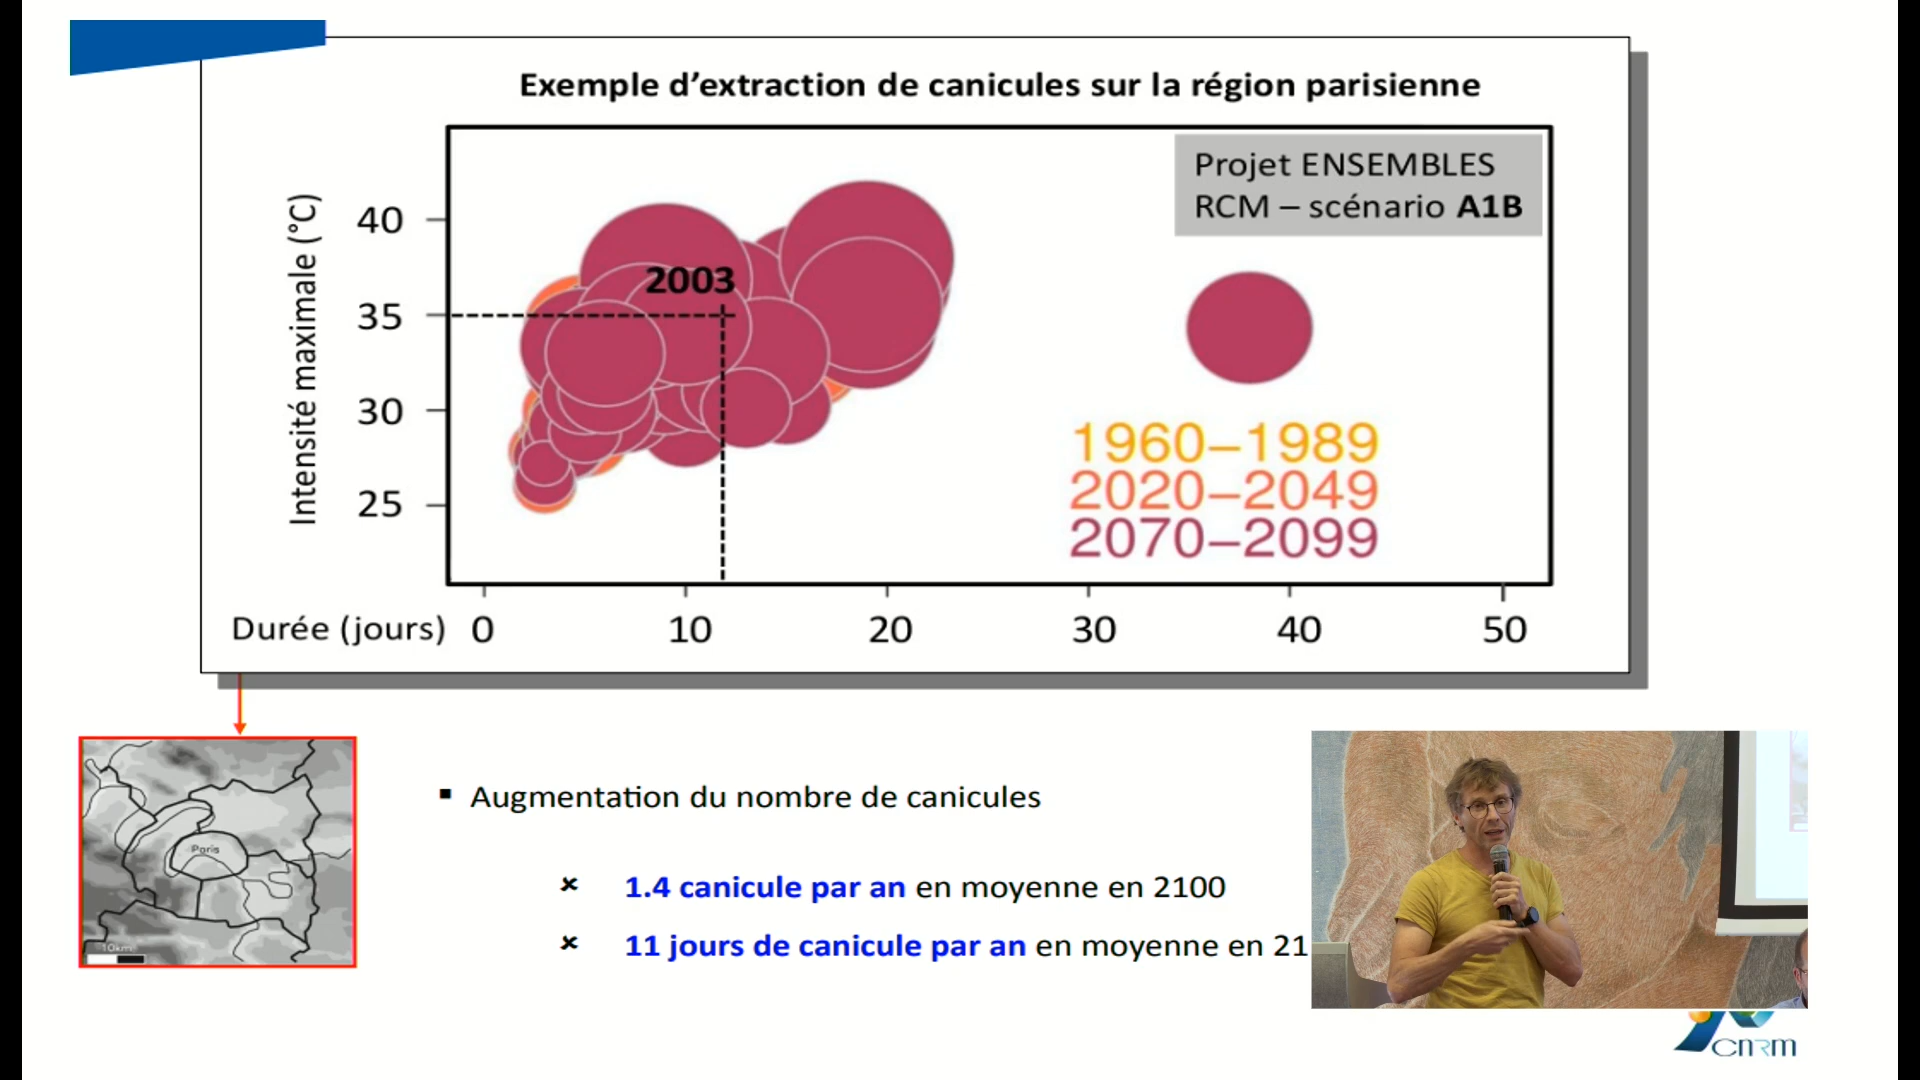 Exemple d’extraction de canicules sur la région parisienne
Projet ENSEMBLES
RCM – scénario A1B
Intensité maximale (°C)
40
35
30
25
2003
1960–1989
2020–2049
2070–2099
Durée (jours) 0 10 20 30 40 50
Paris
10km
▪ Augmentation du nombre de canicules
× 1.4 canicule par an en moyenne en 2100
× 11 jours de canicule par an en moyenne en 21
CNRM